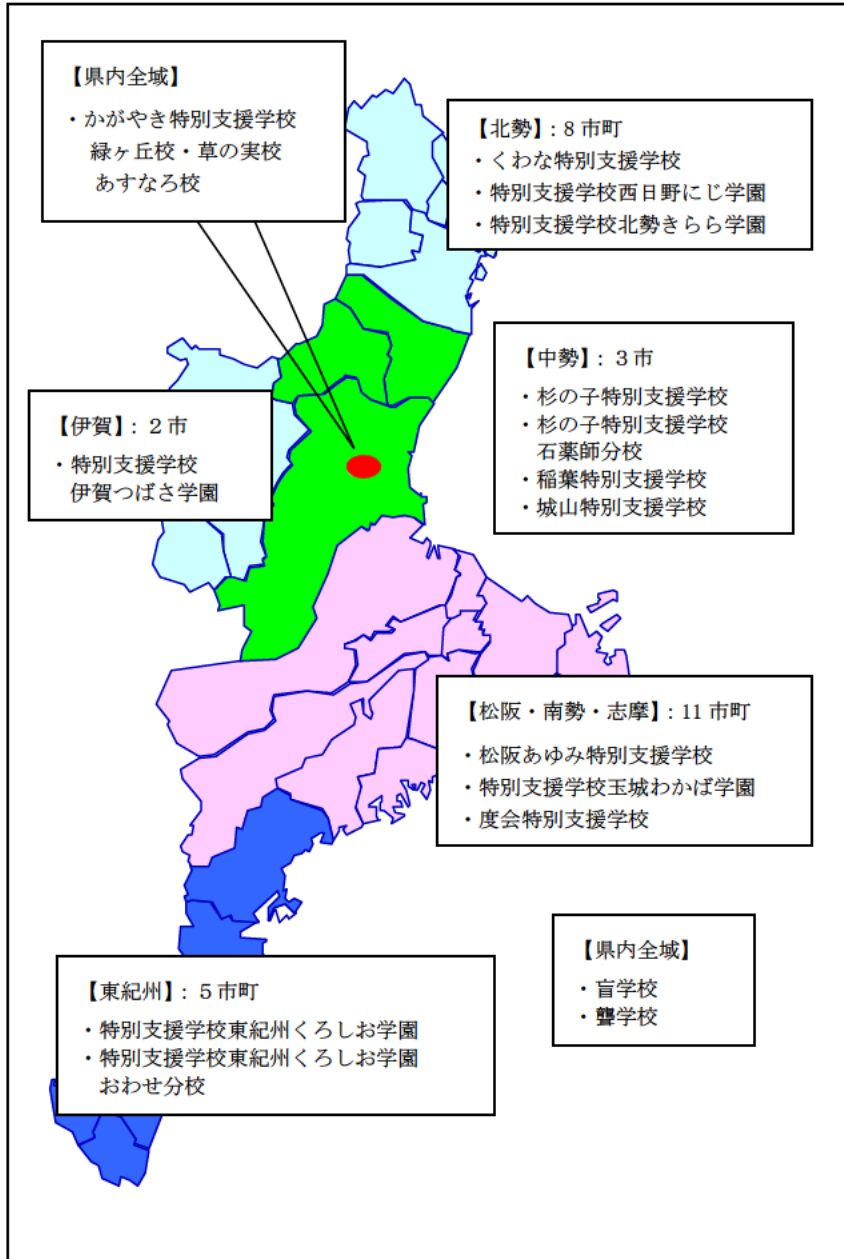 【県内全域】
・かがやき特別支援学校
緑ヶ丘校・草の実校
あすなろ校
【北勢】: 8 市町
・くわな特別支援学校
・特別支援学校西日野にじ学園
・特別支援学校北勢きらら学園
【中勢】: 3 市
・杉の子特別支援学校
・杉の子特別支援学校
石薬師分校
・稲葉特別支援学校
・城山特別支援学校
【伊賀】: 2 市
・特別支援学校
伊賀つばさ学園
【松阪・南勢・志摩】: 11 市町
・松阪あゆみ特別支援学校
・特別支援学校玉城わかば学園
・度会特別支援学校
【県内全域】
・盲学校
・聾学校
【東紀州】: 5 市町
・特別支援学校東紀州くろしお学園
・特別支援学校東紀州くろしお学園
おわせ分校